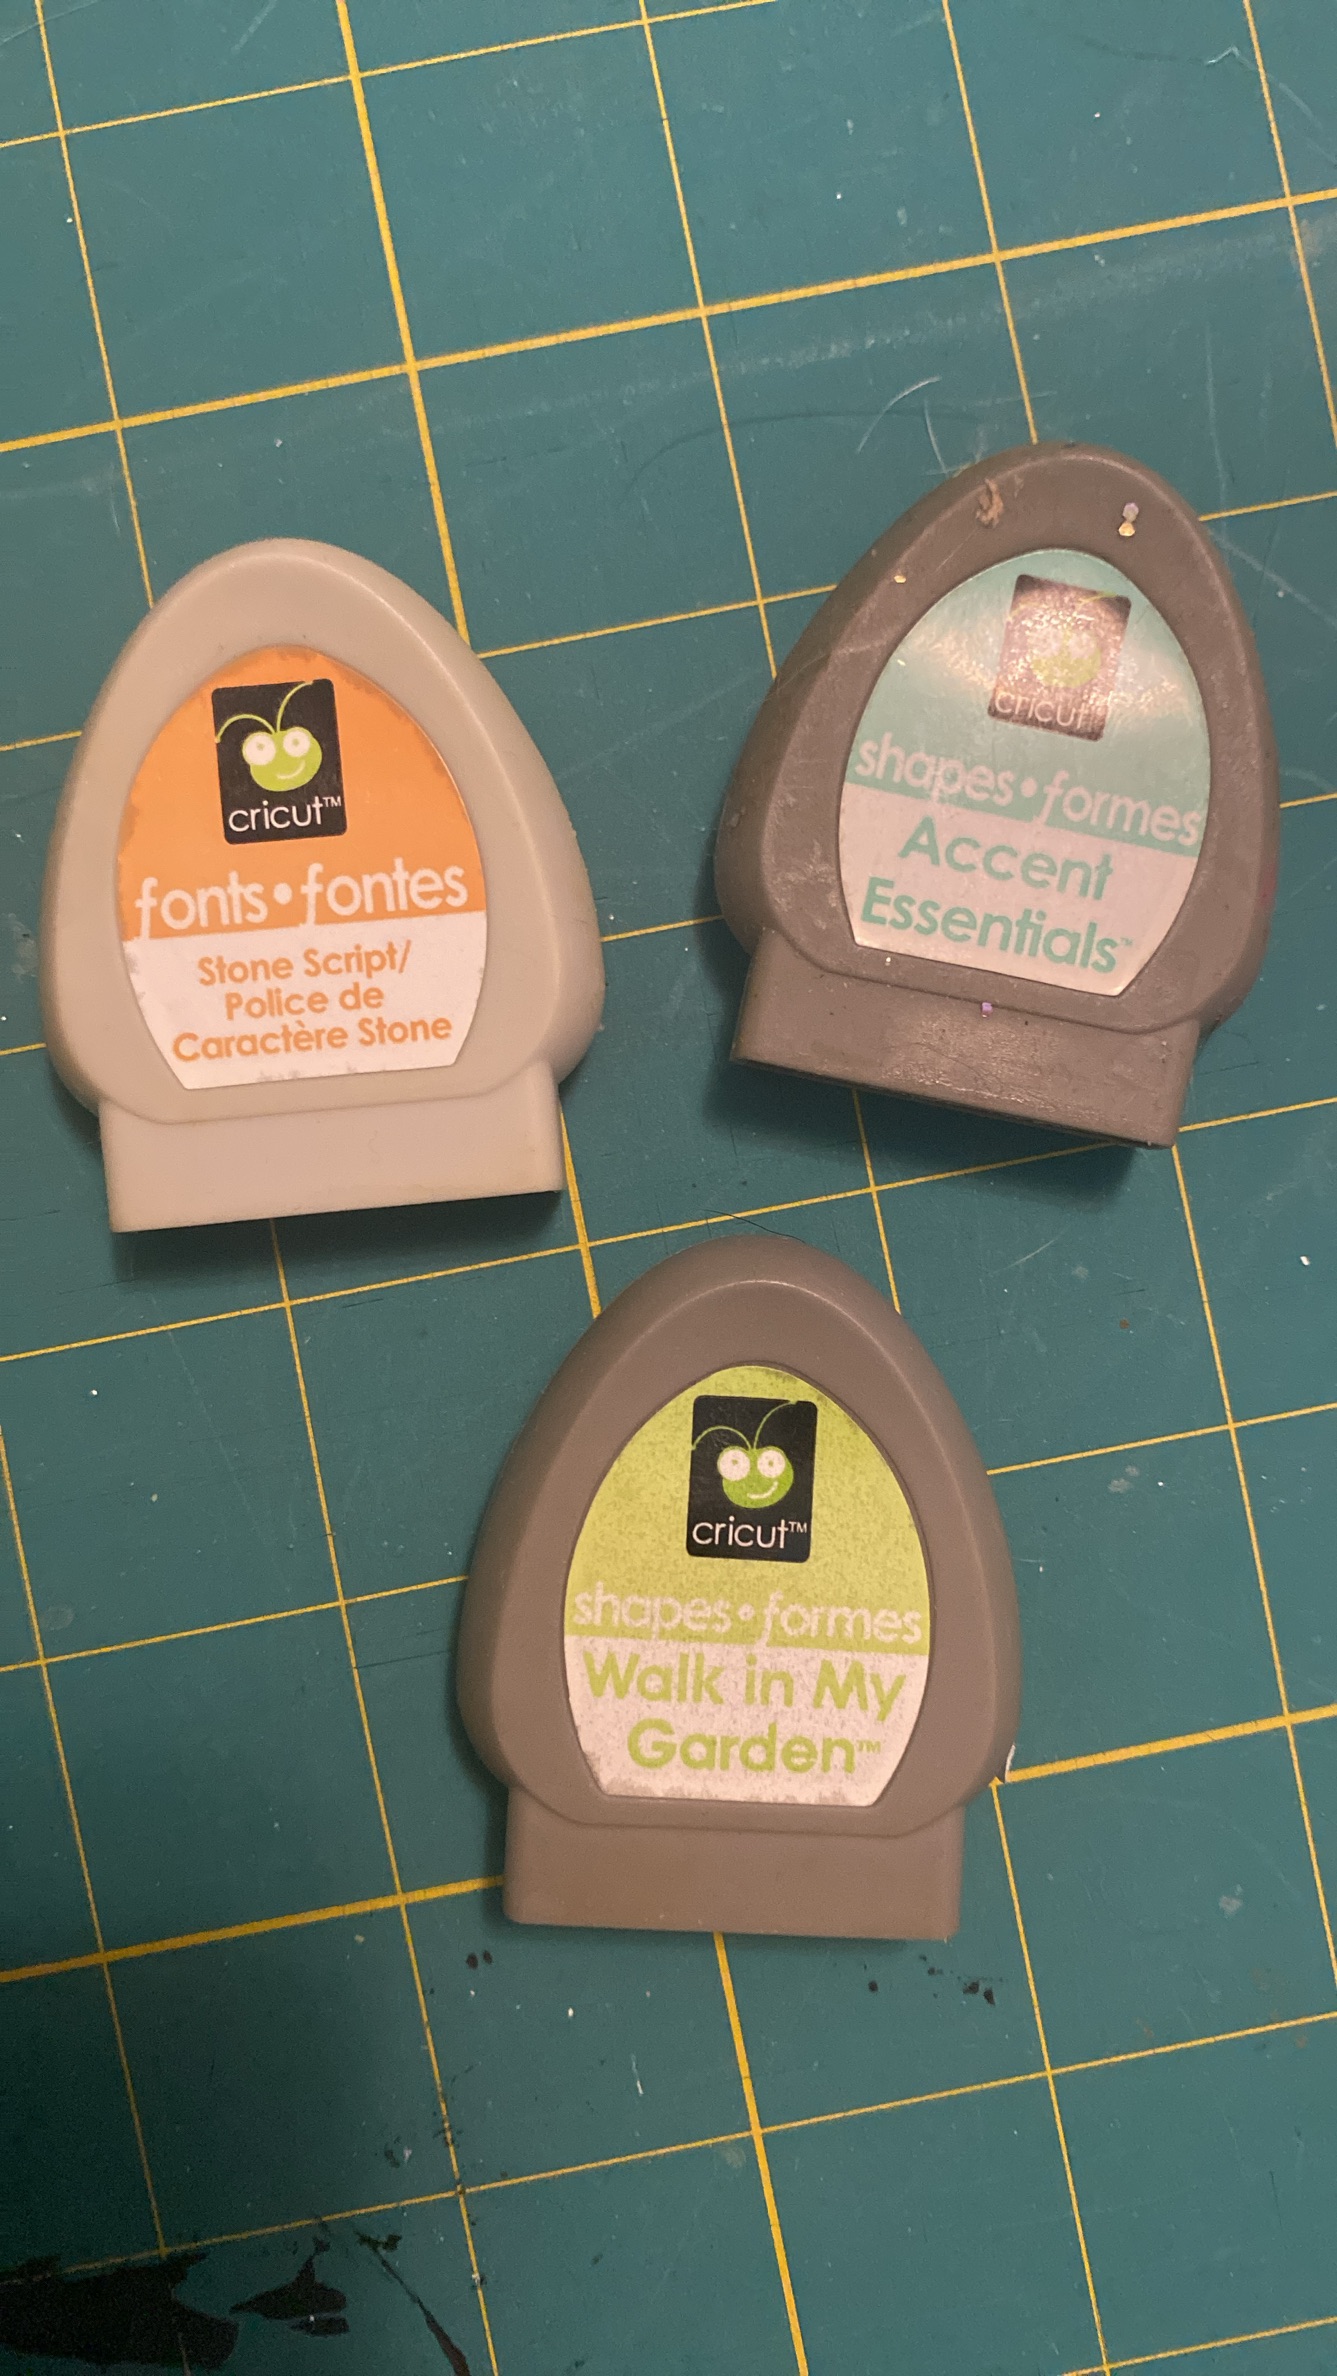 cricut™
fonts•fontes
Stone Script/
Police de
Caractère Stone
cricut
shapes•formes
Accent
Essentials™
cricut™
shapes•formes
Walk in My
Garden™